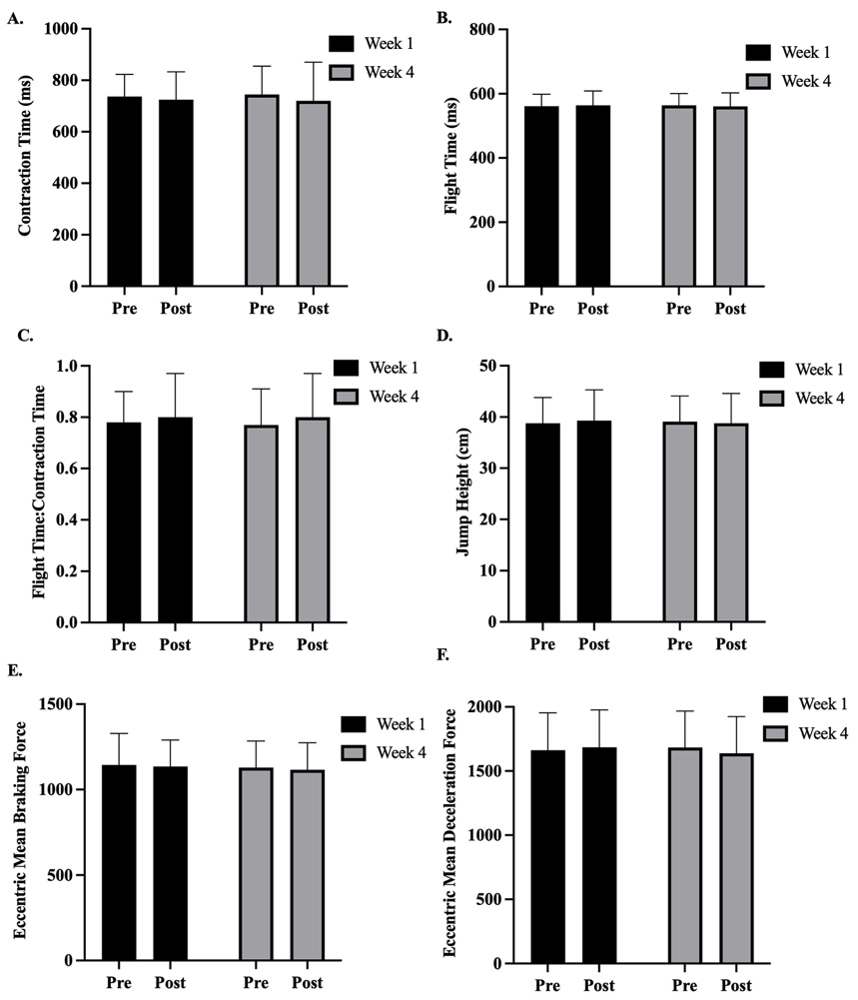 A.
Contraction Time (ms)
1000
800
600
400
200
0
Pre
Post
Pre
Post
Week 1
Week 4
B.
Flight Time (ms)
800
600
400
200
0
Pre
Post
Pre
Post
Week 1
Week 4
C.
Flight Time:Contraction Time
1.0
0.8
0.6
0.4
0.2
0.0
Pre
Post
Pre
Post
Week 1
Week 4
D.
Jump Height (cm)
50
40
30
20
10
0
Pre
Post
Pre
Post
Week 1
Week 4
E.
Eccentric Mean Braking Force
1500
1000
500
0
Pre
Post
Pre
Post
Week 1
Week 4
F.
Eccentric Mean Deceleration Force
2000
1500
1000
500
0
Pre
Post
Pre
Post
Week 1
Week 4